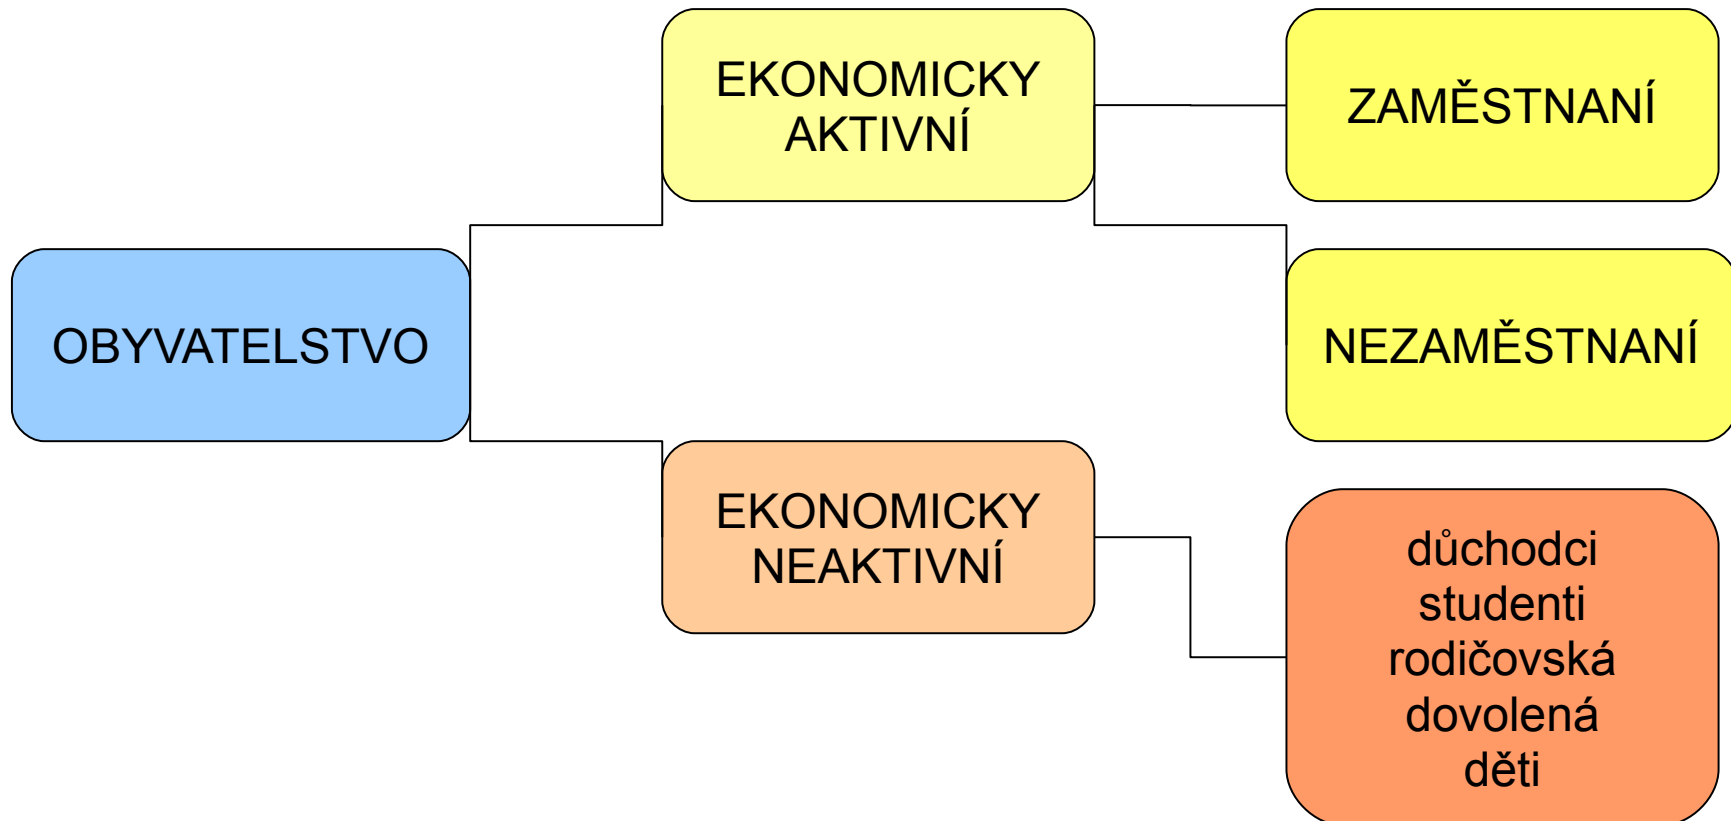 EKONOMICKY
AKTIVNÍ
ZAMĚSTNANÍ
OBYVATELSTVO
NEZAMĚSTNANÍ
EKONOMICKY
NEAKTIVNÍ
důchodci
studenti
rodičovská
dovolená
děti